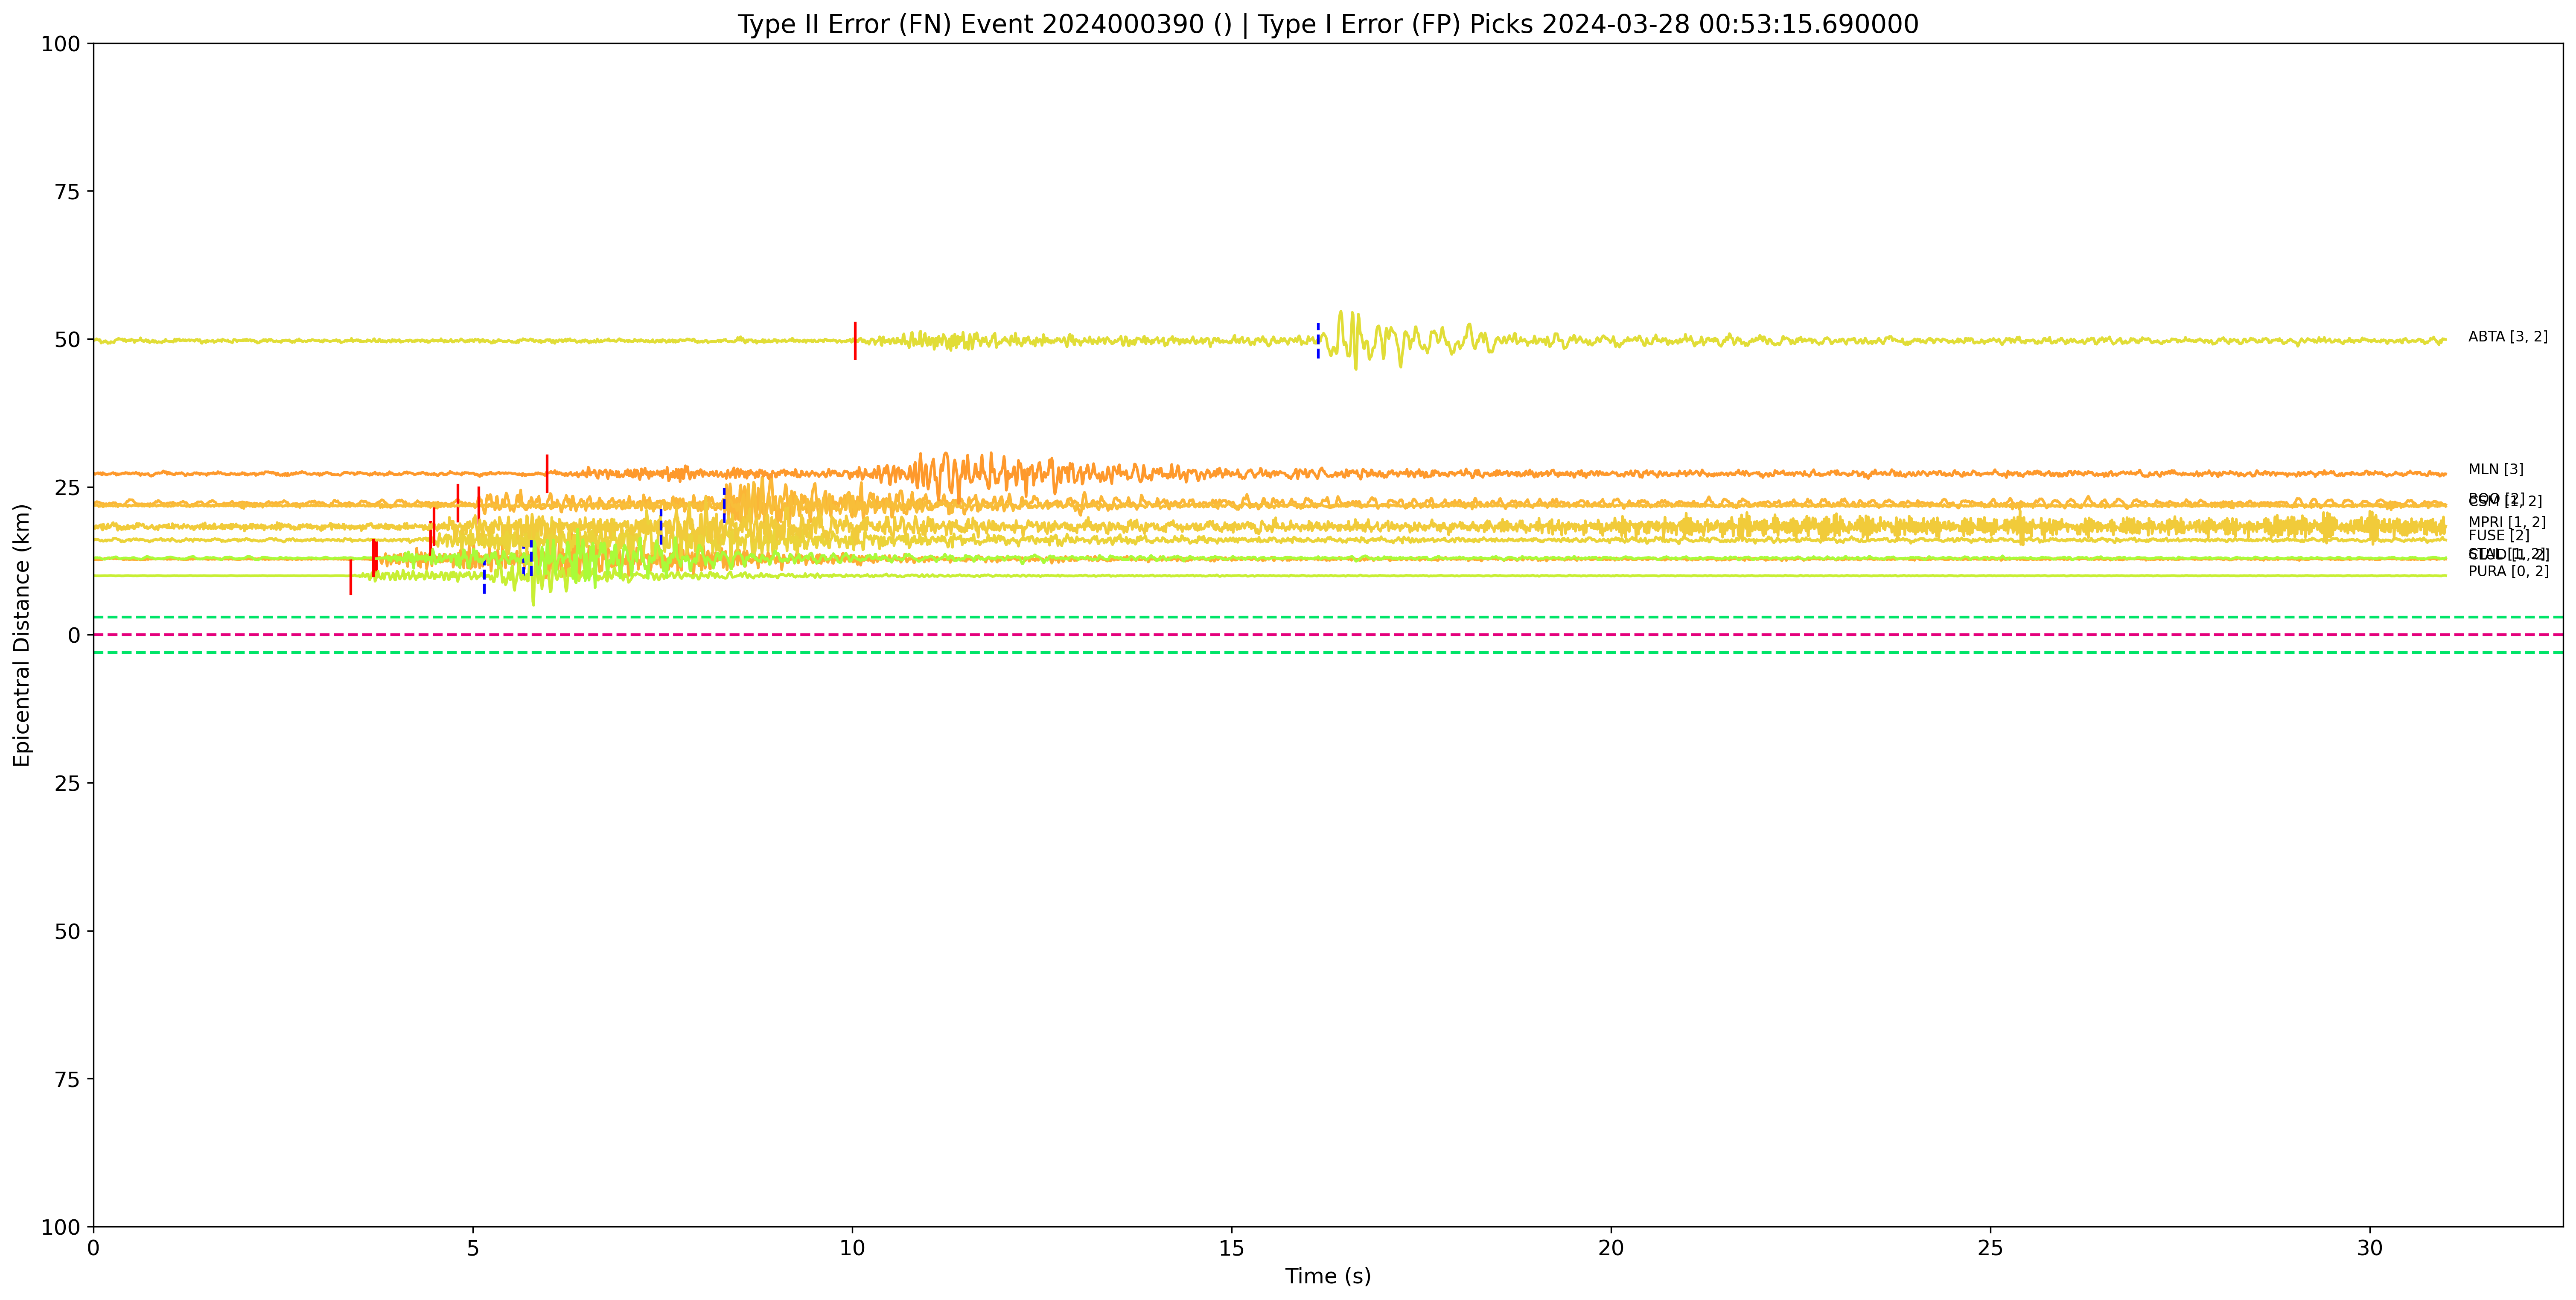 Type II Error (FN) Event 2024000390 () | Type I Error (FP) Picks 2024-03-28 00:53:15.690000
100
75
50
25
0
25
50
75
100
Epicentral Distance (km)
ABTA [3, 2]
MLN [3]
CSM [1, 2]
MPRI [1, 2]
FUSE [2]
PURA [0, 2]
0
5
10
15
20
25
30
Time (s)